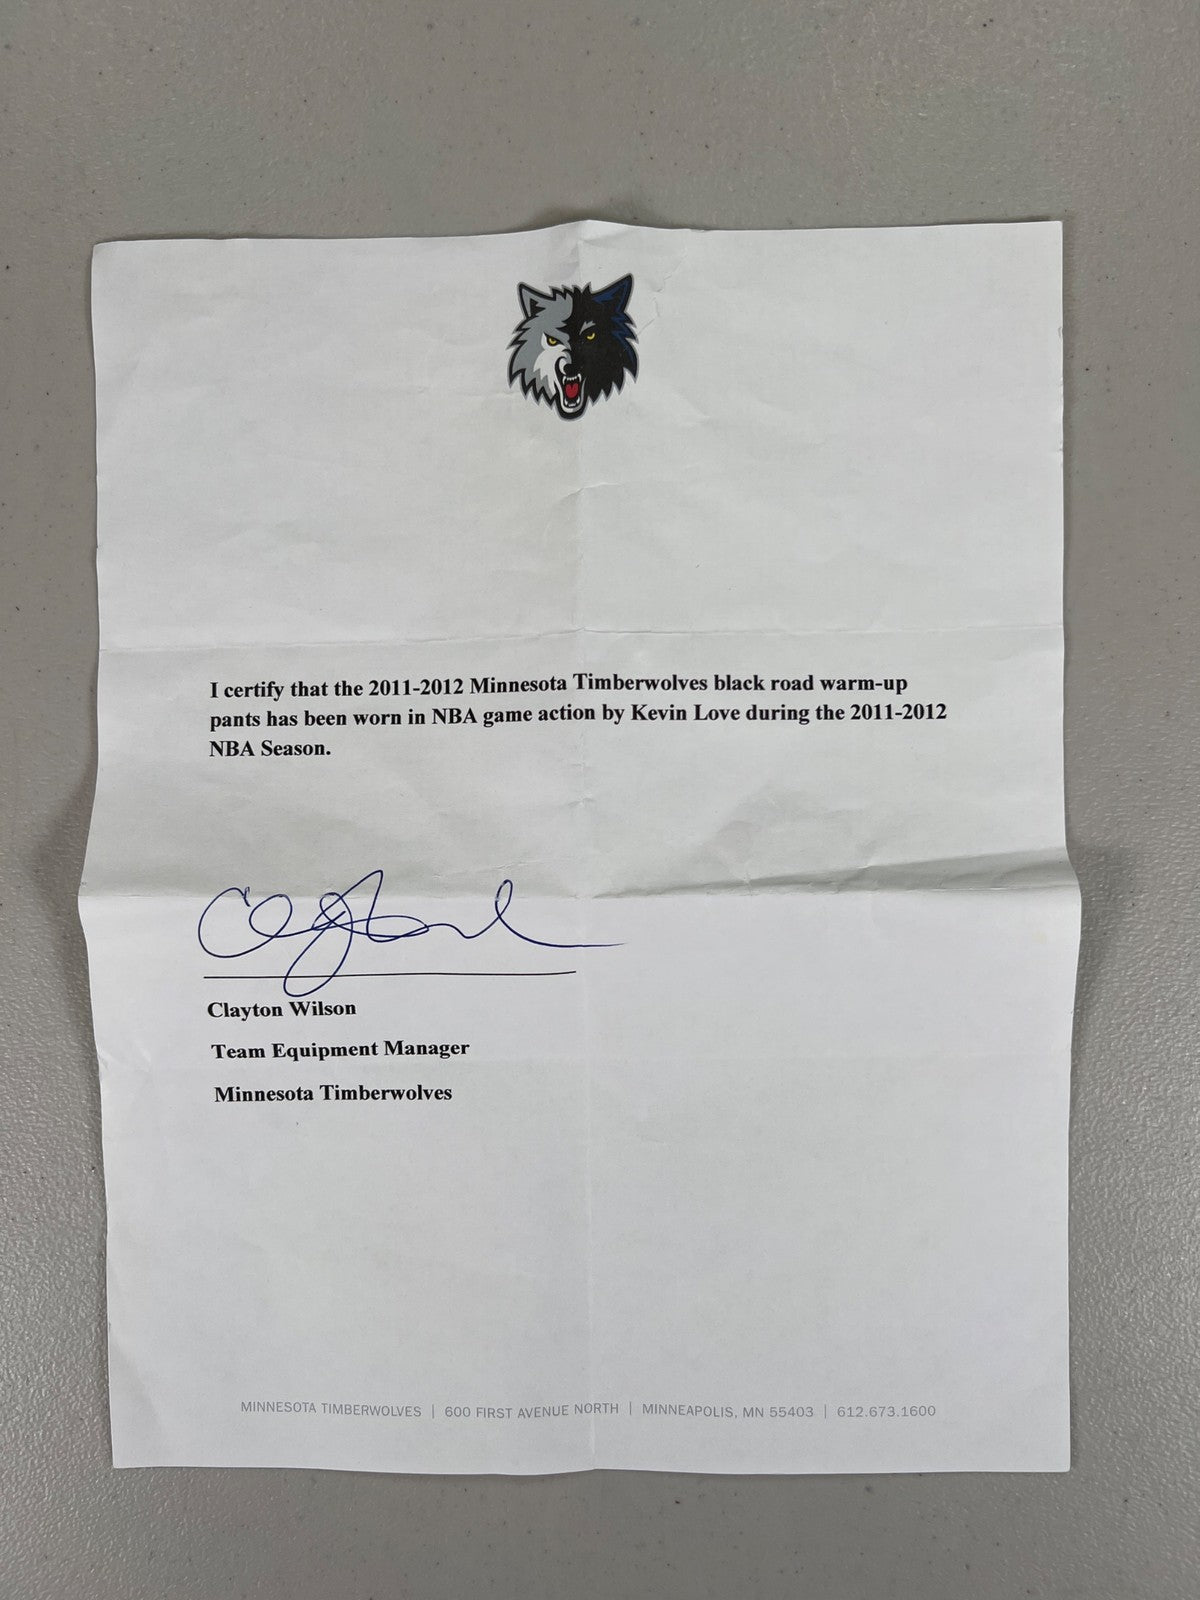 I certify that the 2011-2012 Minnesota Timberwolves black road warm-up
pants has been worn in NBA game action by Kevin Love during the 2011-2012
NBA Season.
Clayton Wilson
Team Equipment Manager
Minnesota Timberwolves
MINNESOTA TIMBERWOLVES | 600 FIRST AVENUE NORTH | MINNEAPOLIS, MN 55403 | 612.673.1600